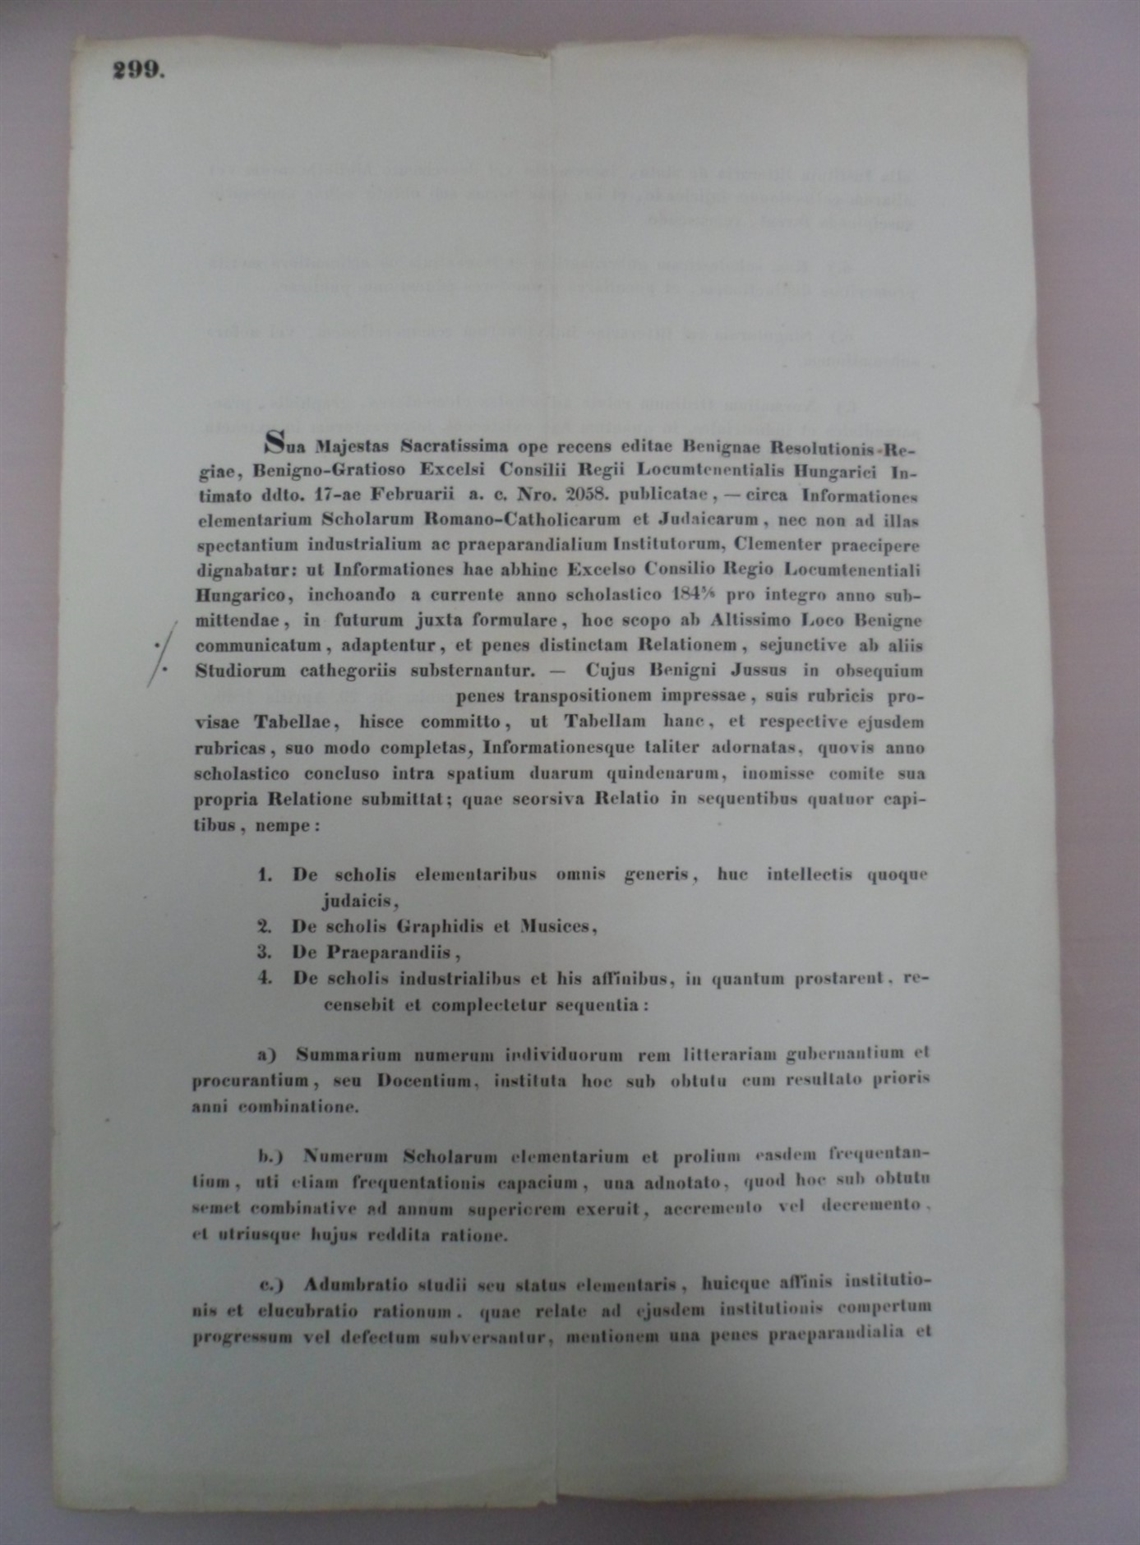 299.
Sua Majestas Sacratissima ope recens editae Benignae Resolutionis Re-
giae, Benigno-Gratioso Excelsi Consilii Regii Locumtenentialis Hungarici In-
timato ddto. 17-ae Februarii a. c. Nro. 2058. publicatae, — circa Informationes
elementarium Scholarum Romano-Catholicarum et Judaicarum, nec non ad illas
spectantium industrialium ac praeparandialium Institutorum, Clementer praecipere
dignabatur: ut Informationes hae abhinc Excelso Consilio Regio Locumtenentiali
Hungarico, inchoando a currente anno scholastico 184⅚ pro integro anno sub-
mittendae, in futurum juxta formulare, hoc scopo ab Altissimo Loco Benigne
communicatum, adaptentur, et penes distinctam Relationem, sejunctive ab aliis
Studiorum cathegoriis substernantur. — Cujus Benigni Jussus in obsequium
penes transpositionem impressae, suis rubricis pro-
visae Tabellae, hisce committo, ut Tabellam hanc, et respective ejusdem
rubricas, suo modo completas, Informationesque taliter adornatas, quovis anno
scholastico concluso intra spatium duarum quindenarum, inomisse comite sua
propria Relatione submittat; quae seorsiva Relatio in sequentibus quatuor capi-
tibus, nempe:
1. De scholis elementaribus omnis generis, huc intellectis quoque
judaicis,
2. De scholis Graphidis et Musices,
3. De Praeparandiis,
4. De scholis industrialibus et his affinibus, in quantum prostarent, re-
censebit et complectetur sequentia:
a) Summarium numerum individuorum rem litterariam gubernantium et
procurantium, seu Docentium, instituta hoc sub obtutu cum resultato prioris
anni combinatione.
b.) Numerum Scholarum elementarium et prolium easdem frequentan-
tium, uti etiam frequentationis capacium, una adnotato, quod hoc sub obtutu
semet combinative ad annum superiorem exeruit, accremento vel decremento,
et utriusque hujus reddita ratione.
c.) Adumbratio studii seu status elementaris, huicque affinis institutio-
nis et elucubratio rationum, quae relate ad ejusdem institutionis compertum
progressum vel defectum subversantur, mentionem una penes praeparandialia et